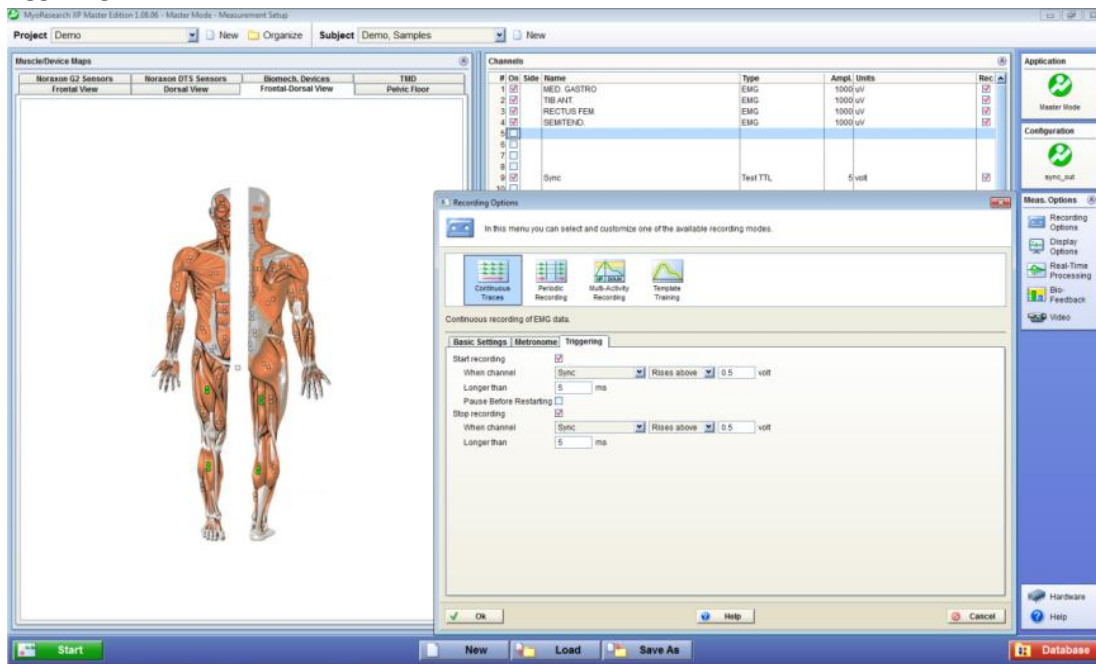 MyoResearch XP Master Edition 1.08.06 - Master Mode - Measurement Setup
Project Demo New Organize Subject Demo, Samples New
Muscle/Device Maps
Noraxon G2 Sensors Noraxon DTS Sensors Biomech. Devices TMD
Frontal View Dorsal View Frontal-Dorsal View Pelvic Floor
Channels
# On Side Name Type Ampl. Units Rec
1 MED. GASTRO EMG 1000 uV
2 TIB.ANT. EMG 1000 uV
3 RECTUS FEM. EMG 1000 uV
4 SEMITEND. EMG 1000 uV
5
6
7
8
9 Sync Test TTL 5 volt
10
Application
Master Mode
Configuration
sync_out
Meas. Options
Recording
Options
Display
Options
Real-Time
Processing
Bio-
Feedback
Video
Hardware
Help
Recording Options
In this menu you can select and customize one of the available recording modes.
Continuous
Traces
Periodic
Recording
Multi-Activity
Recording
Template
Training
Continuous recording of EMG data.
Basic Settings Metronome Triggering
Start recording
When channel Sync Rises above 0.5 volt
Longer than 5 ms
Pause Before Restarting
Stop recording
When channel Sync Rises above 0.5 volt
Longer than 5 ms
Ok Help Cancel
Start New Load Save As Database